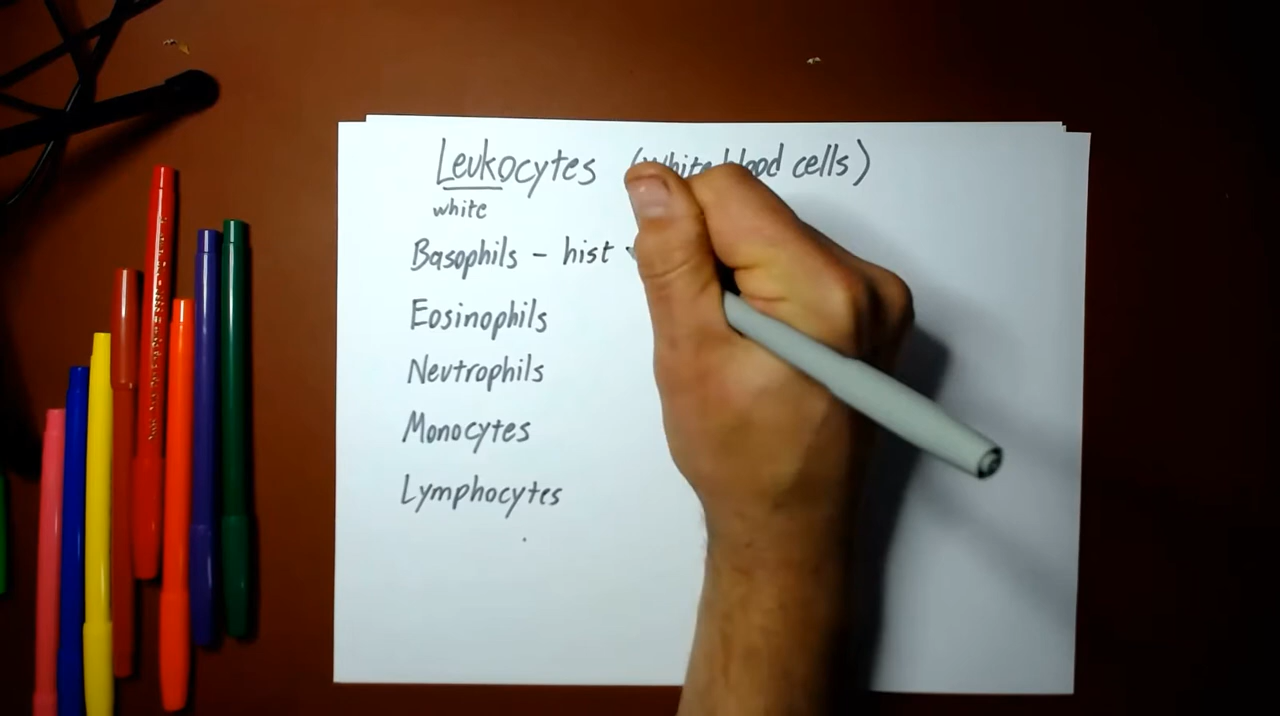 Leukocytes (white blood cells)
white
Basophils - hist
Eosinophils
Neutrophils
Monocytes
Lymphocytes